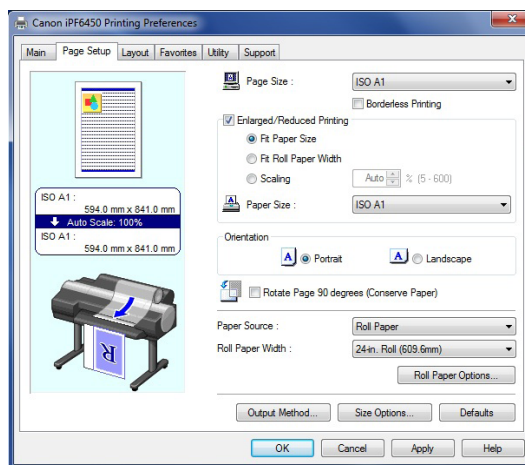 Canon iPF6450 Printing Preferences
Main Page Setup Layout Favorites Utility Support
Page Size : ISO A1
Borderless Printing
Enlarged/Reduced Printing
Fit Paper Size
Fit Roll Paper Width
Scaling Auto % (5 - 600)
Paper Size : ISO A1
ISO A1 :
594.0 mm x 841.0 mm
Auto Scale: 100%
ISO A1 :
594.0 mm x 841.0 mm
Orientation
A Portrait A Landscape
Rotate Page 90 degrees (Conserve Paper)
R
Paper Source : Roll Paper
Roll Paper Width : 24-in. Roll (609.6mm)
Roll Paper Options...
Output Method... Size Options... Defaults
OK Cancel Apply Help